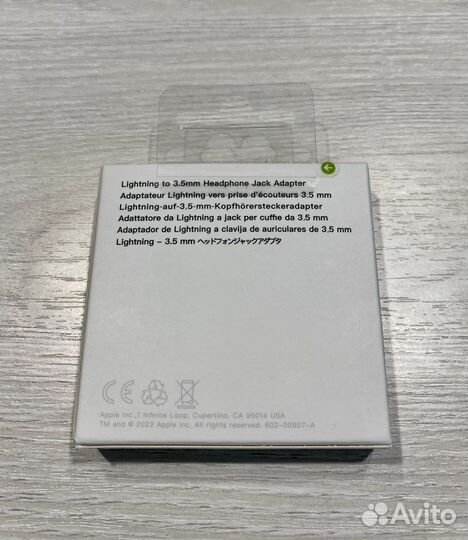 Lightning to 3.5mm Headphone Jack Adapter
Adaptateur Lightning vers prise d'écouteurs 3,5 mm
Lightning-auf-3,5-mm-Kopfhörersteckeradapter
Adattatore da Lightning a jack per cuffie da 3.5 mm
Adaptador de Lightning a clavija de auriculares de 3.5 mm
Lightning - 3.5 mm ヘッドフォンジャックアダプタ
CE
Apple Inc.,1 Infinite Loop, Cupertino, CA 95014 USA
TM and © 2022 Apple Inc. All rights reserved. 602-00907-A
Avito